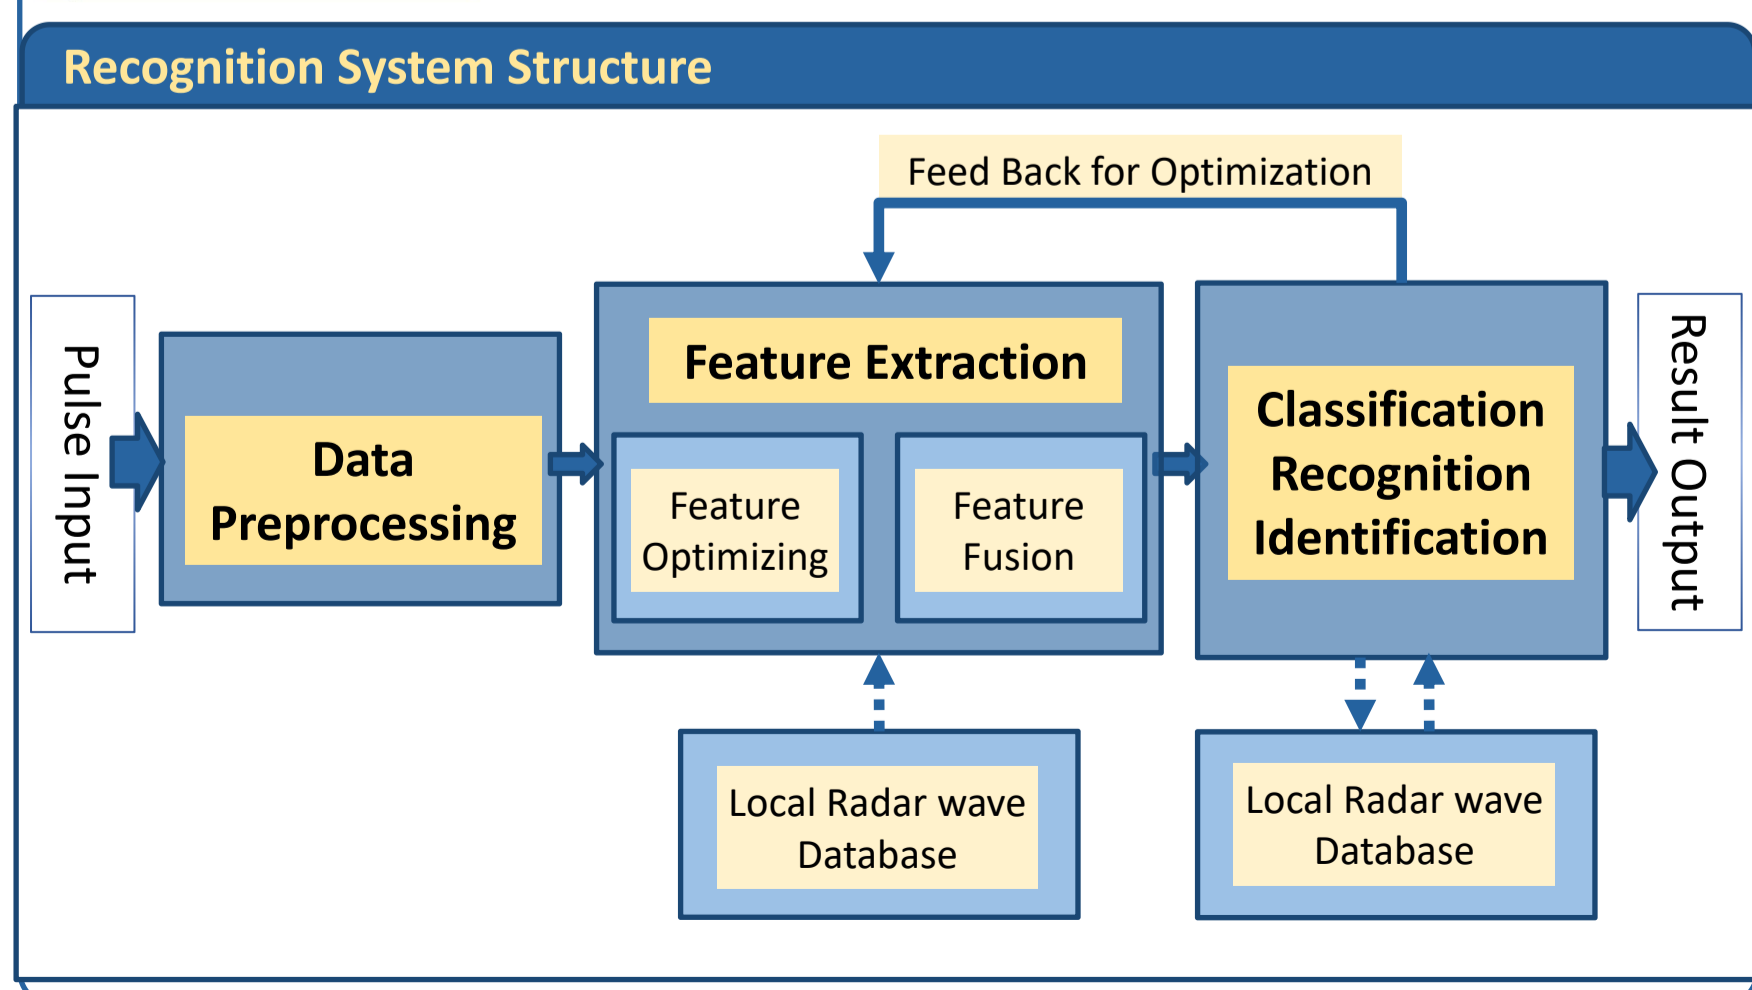 Recognition System Structure
Feed Back for Optimization
Pulse Input
Data
Preprocessing
Feature Extraction
Feature
Optimizing
Feature
Fusion
Classification
Recognition
Identification
Result Output
Local Radar wave
Database
Local Radar wave
Database